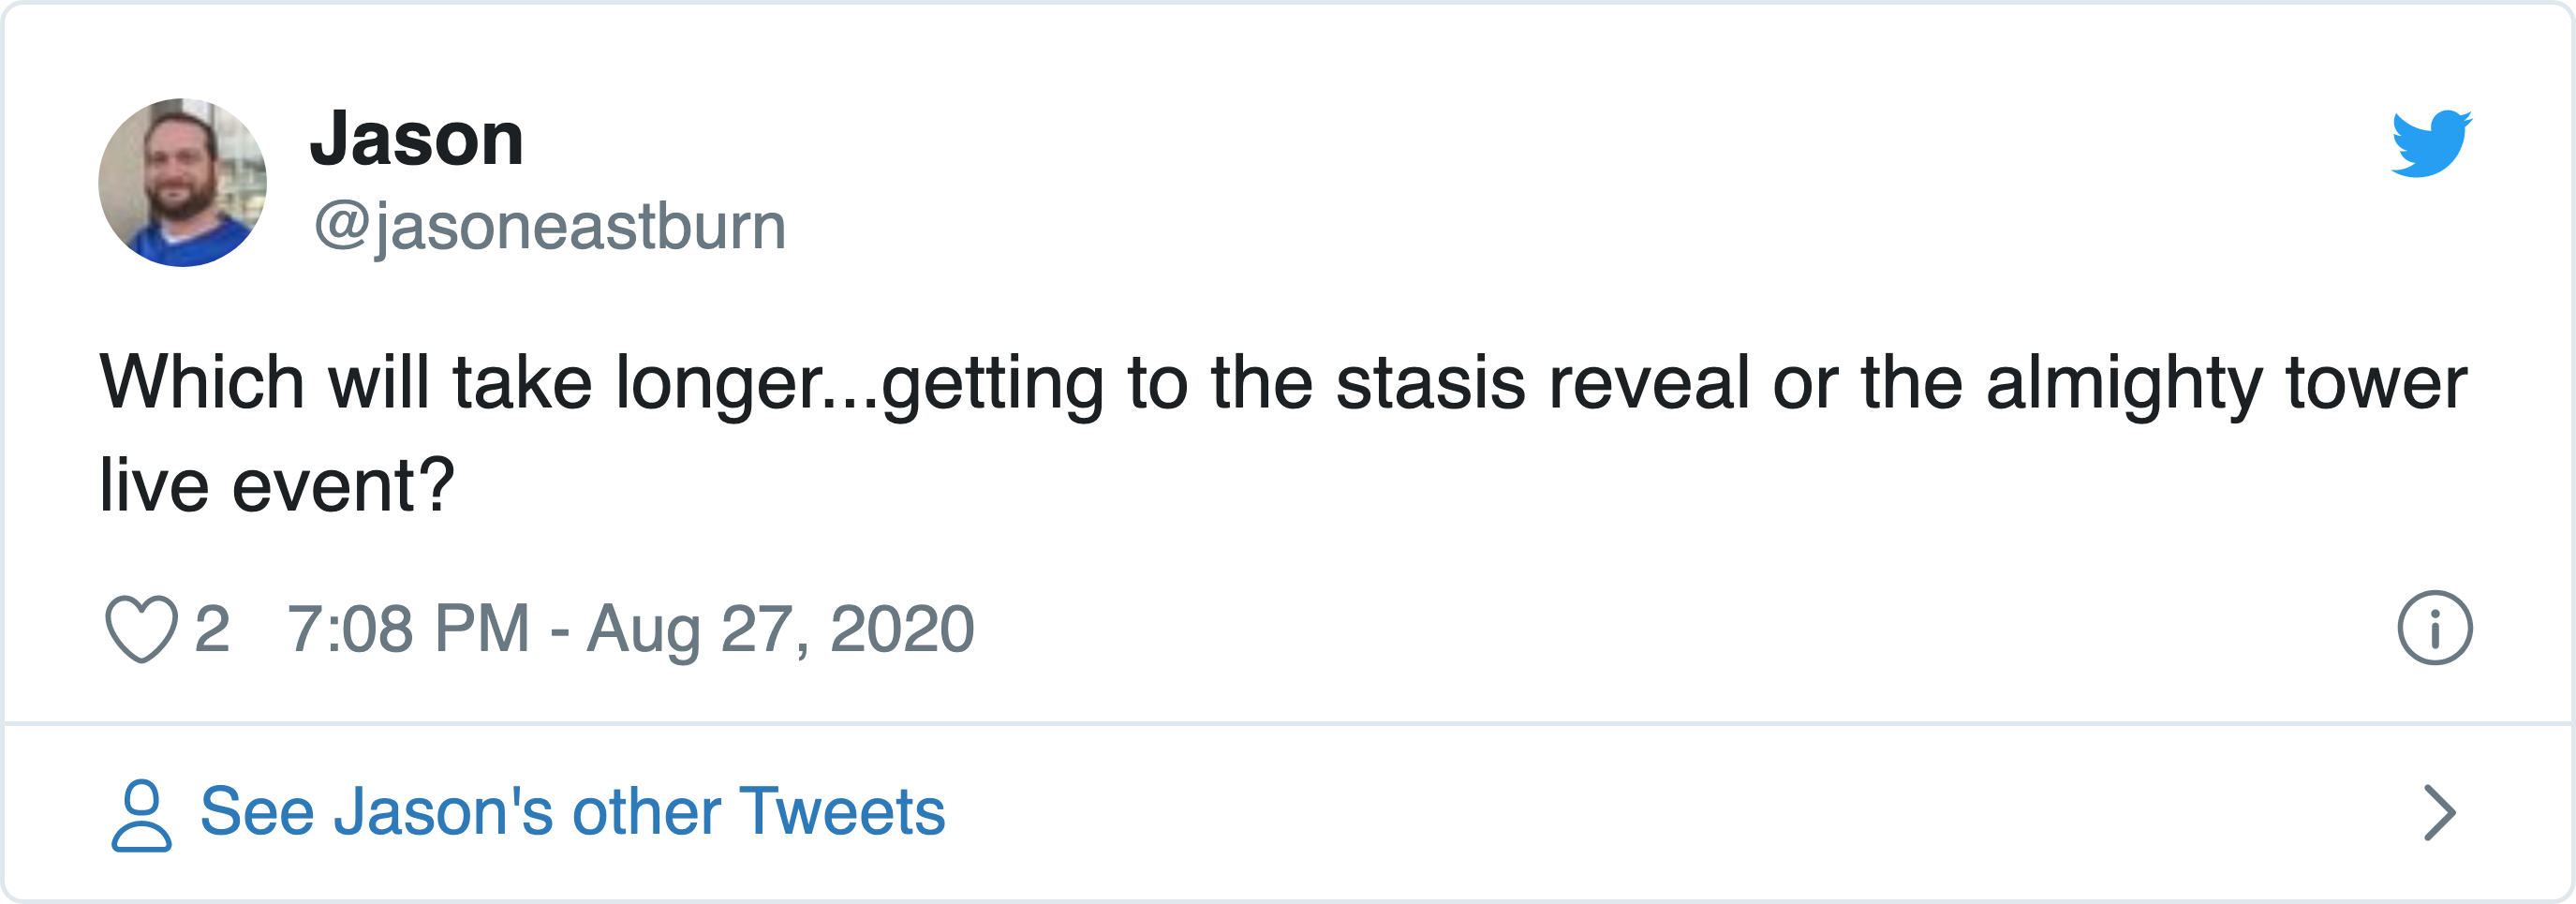 Jason
@jasoneastburn
Which will take longer...getting to the stasis reveal or the almighty tower
live event?
2 7:08 PM - Aug 27, 2020
See Jason's other Tweets